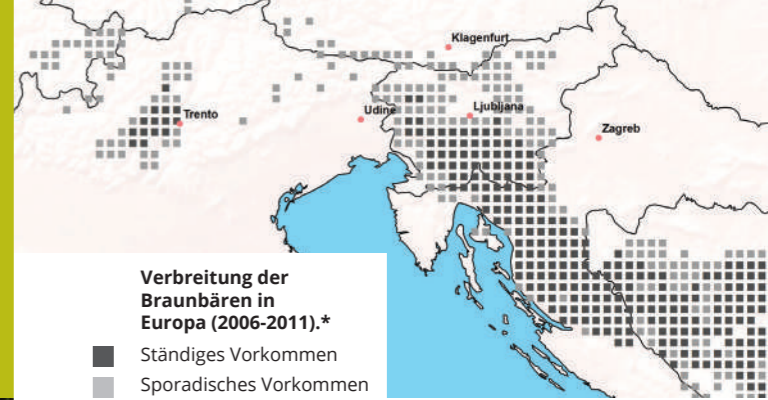 Klagenfurt
Ljubljana
Udine
Trento
Zagreb
Verbreitung der
Braunbären in
Europa (2006-2011).*
Ständiges Vorkommen
Sporadisches Vorkommen